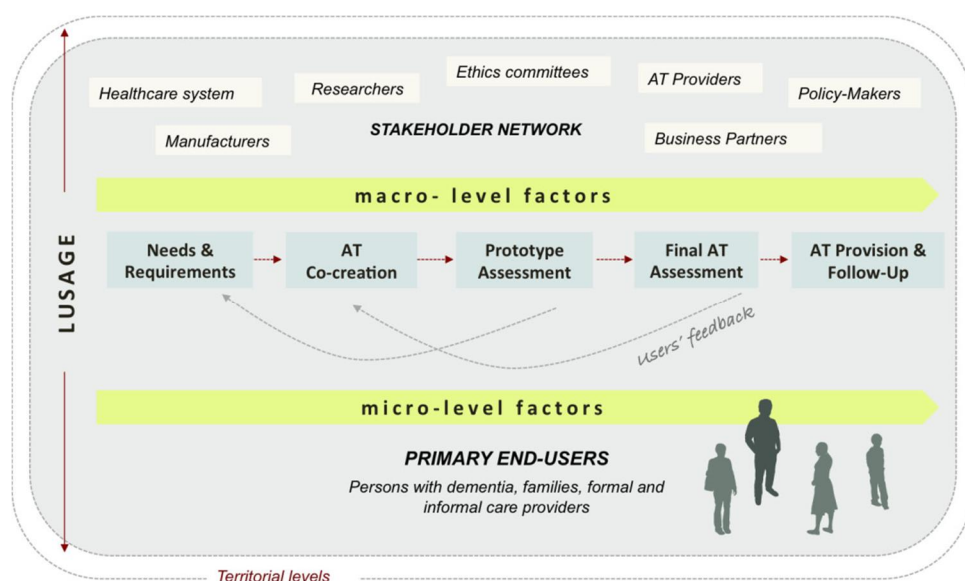 Ethics committees
AT Providers
Researchers
Healthcare system
Policy-Makers
STAKEHOLDER NETWORK
Manufacturers
Business Partners
macro- level factors
LUSAGE
Needs &
Requirements
AT
Co-creation
Prototype
Assessment
Final AT
Assessment
AT Provision &
Follow-Up
Users' feedback
micro-level factors
PRIMARY END-USERS
Persons with dementia, families, formal and
informal care providers
Territorial levels